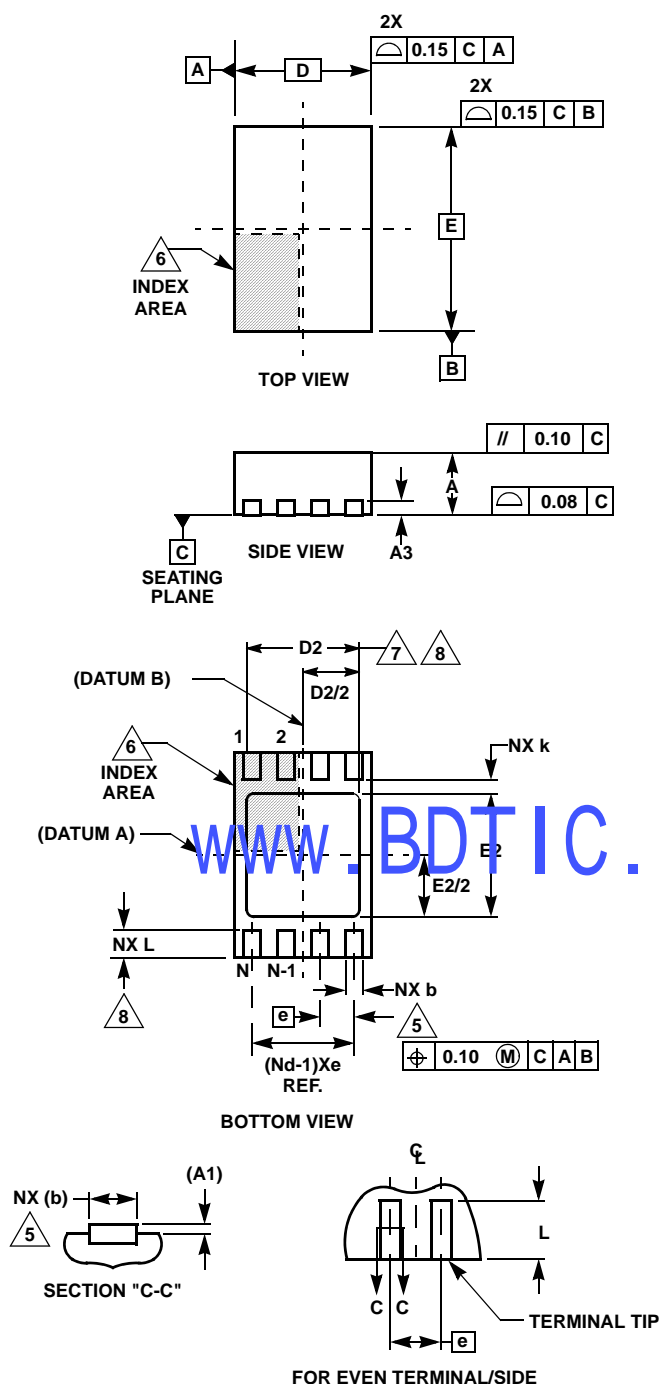 2X
⌓ 0.15 C A
A
D
2X
⌓ 0.15 C B
E
6
INDEX
AREA
B
TOP VIEW
// 0.10 C
A
⌓ 0.08 C
C
SIDE VIEW
A3
SEATING
PLANE
D2
7 8
(DATUM B)
D2/2
1 2
6
NX k
INDEX
AREA
(DATUM A)
www.BDTIC.
E2
E2/2
NX L
N N-1
NX b
8
e
5
(Nd-1)Xe
REF.
⌖ 0.10 Ⓜ C A B
BOTTOM VIEW
(A1)
NX (b)
5
SECTION "C-C"
CL
L
C C
TERMINAL TIP
e
FOR EVEN TERMINAL/SIDE